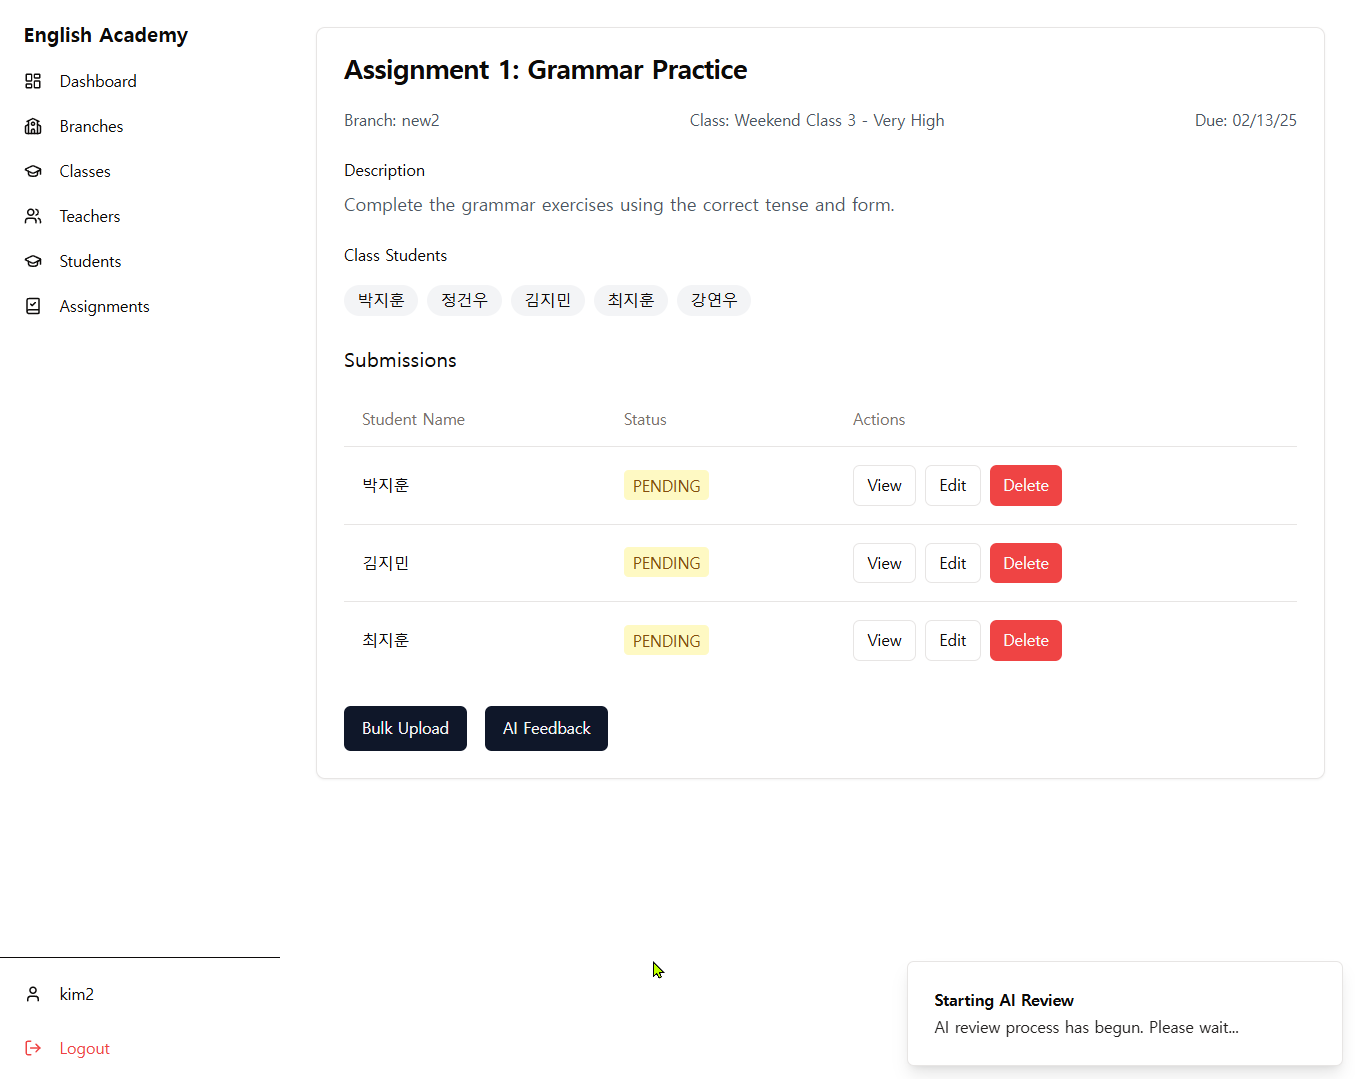 English Academy
Dashboard
Branches
Classes
Teachers
Students
Assignments
Assignment 1: Grammar Practice
Branch: new2 Class: Weekend Class 3 - Very High Due: 02/13/25
Description
Complete the grammar exercises using the correct tense and form.
Class Students
박지훈 정건우 김지민 최지훈 강연우
Submissions
Student Name Status Actions
박지훈 PENDING View Edit Delete
김지민 PENDING View Edit Delete
최지훈 PENDING View Edit Delete
Bulk Upload AI Feedback
kim2
Logout
Starting AI Review
AI review process has begun. Please wait...